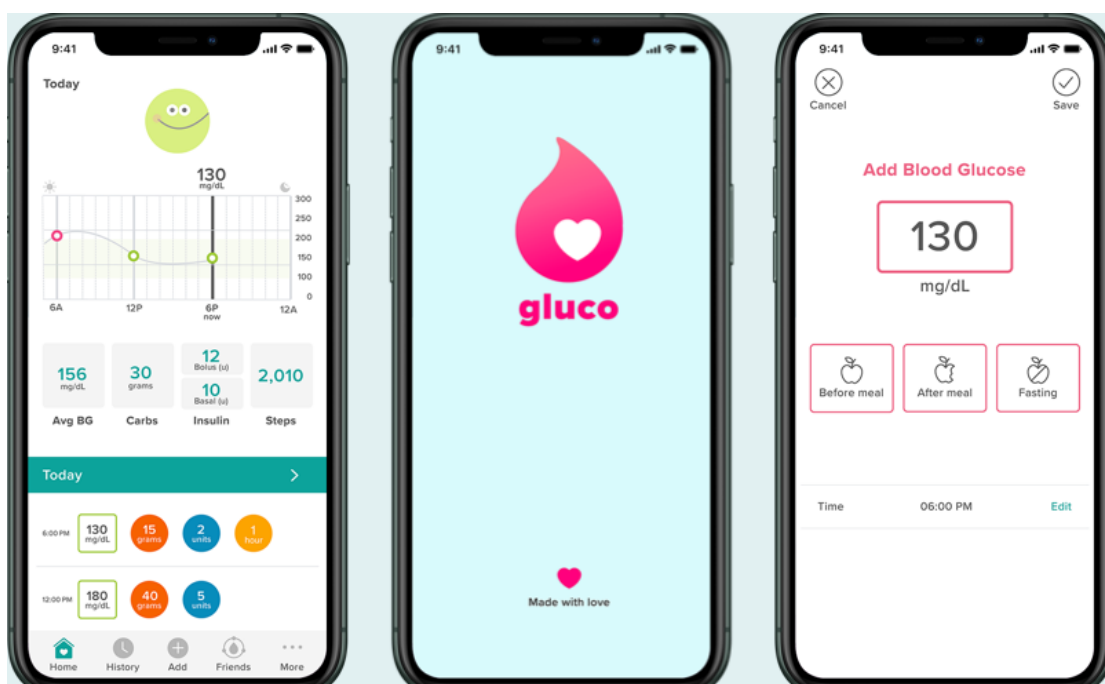 9:41
Today
130
mg/dL
300
250
200
150
100
0
6A 12P 6P 12A
now
156
mg/dL
Avg BG
30
grams
Carbs
12
Bolus (u)
10
Basal (u)
Insulin
2,010
Steps
Today
6:00 PM 130 mg/dL 15 grams 2 units 1 hour
12:00 PM 180 mg/dL 40 grams 5 units
Home History Add Friends More
9:41
gluco
Made with love
9:41
Cancel Save
Add Blood Glucose
130
mg/dL
Before meal After meal Fasting
Time 06:00 PM Edit